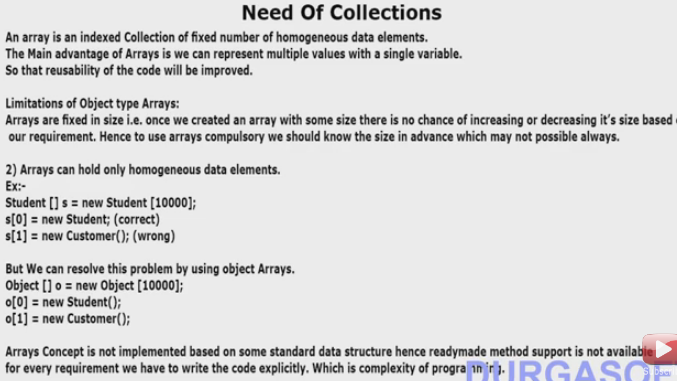 Need Of Collections
An array is an indexed Collection of fixed number of homogeneous data elements.
The Main advantage of Arrays is we can represent multiple values with a single variable.
So that reusability of the code will be improved.
Limitations of Object type Arrays:
Arrays are fixed in size i.e. once we created an array with some size there is no chance of increasing or decreasing it's size based
our requirement. Hence to use arrays compulsory we should know the size in advance which may not possible always.
2) Arrays can hold only homogeneous data elements.
Ex:-
Student [] s = new Student [10000];
s[0] = new Student; (correct)
s[1] = new Customer(); (wrong)
But We can resolve this problem by using object Arrays.
Object [] o = new Object [10000];
o[0] = new Student();
o[1] = new Customer();
Arrays Concept is not implemented based on some standard data structure hence readymade method support is not available
for every requirement we have to write the code explicitly. Which is complexity of programming.
DURGASO